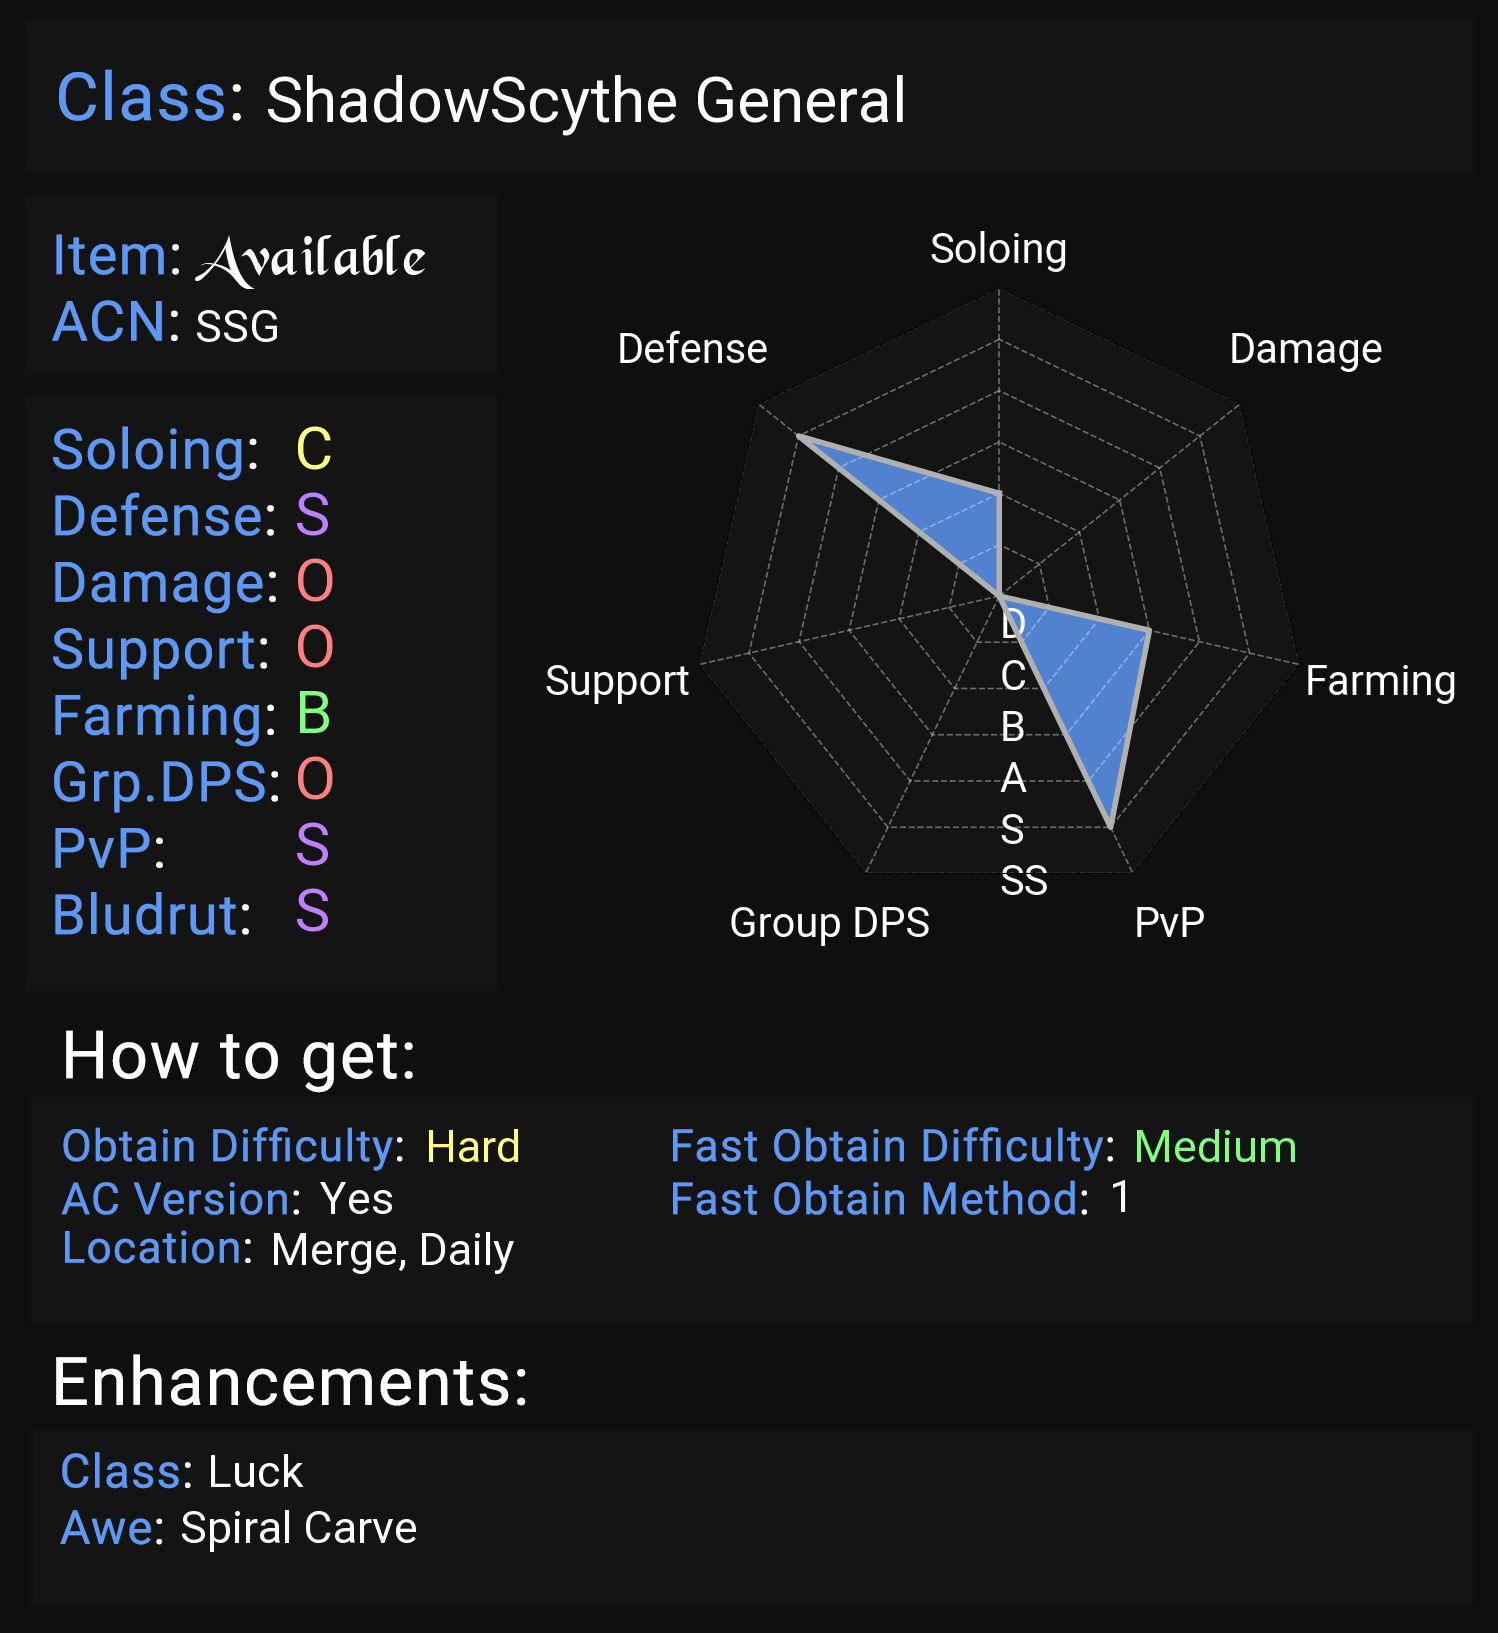 Class: ShadowScythe General
Item: Available
ACN: SSG
Soloing: C
Defense: S
Damage: O
Support: O
Farming: B
Grp.DPS: O
PvP: S
Bludrut: S
Soloing
Defense
Damage
Support
Farming
Group DPS
PvP
D
C
B
A
S
SS
How to get:
Obtain Difficulty: Hard
AC Version: Yes
Location: Merge, Daily
Fast Obtain Difficulty: Medium
Fast Obtain Method: 1
Enhancements:
Class: Luck
Awe: Spiral Carve